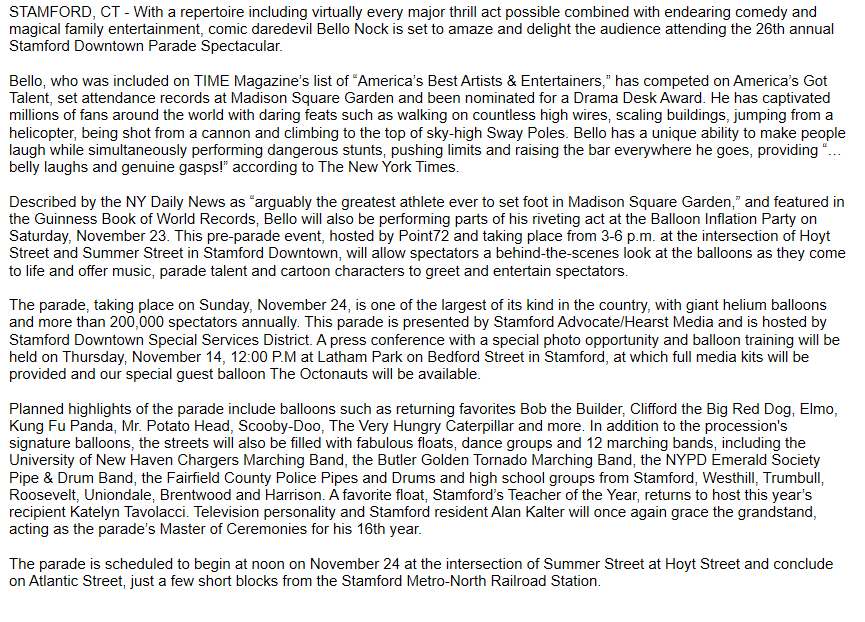 STAMFORD, CT - With a repertoire including virtually every major thrill act possible combined with endearing comedy and
magical family entertainment, comic daredevil Bello Nock is set to amaze and delight the audience attending the 26th annual
Stamford Downtown Parade Spectacular.
Bello, who was included on TIME Magazine's list of “America's Best Artists & Entertainers,” has competed on America's Got
Talent, set attendance records at Madison Square Garden and been nominated for a Drama Desk Award. He has captivated
millions of fans around the world with daring feats such as walking on countless high wires, scaling buildings, jumping from a
helicopter, being shot from a cannon and climbing to the top of sky-high Sway Poles. Bello has a unique ability to make people
laugh while simultaneously performing dangerous stunts, pushing limits and raising the bar everywhere he goes, providing “…
belly laughs and genuine gasps!” according to The New York Times.
Described by the NY Daily News as “arguably the greatest athlete ever to set foot in Madison Square Garden,” and featured in
the Guinness Book of World Records, Bello will also be performing parts of his riveting act at the Balloon Inflation Party on
Saturday, November 23. This pre-parade event, hosted by Point72 and taking place from 3-6 p.m. at the intersection of Hoyt
Street and Summer Street in Stamford Downtown, will allow spectators a behind-the-scenes look at the balloons as they come
to life and offer music, parade talent and cartoon characters to greet and entertain spectators.
The parade, taking place on Sunday, November 24, is one of the largest of its kind in the country, with giant helium balloons
and more than 200,000 spectators annually. This parade is presented by Stamford Advocate/Hearst Media and is hosted by
Stamford Downtown Special Services District. A press conference with a special photo opportunity and balloon training will be
held on Thursday, November 14, 12:00 P.M at Latham Park on Bedford Street in Stamford, at which full media kits will be
provided and our special guest balloon The Octonauts will be available.
Planned highlights of the parade include balloons such as returning favorites Bob the Builder, Clifford the Big Red Dog, Elmo,
Kung Fu Panda, Mr. Potato Head, Scooby-Doo, The Very Hungry Caterpillar and more. In addition to the procession's
signature balloons, the streets will also be filled with fabulous floats, dance groups and 12 marching bands, including the
University of New Haven Chargers Marching Band, the Butler Golden Tornado Marching Band, the NYPD Emerald Society
Pipe & Drum Band, the Fairfield County Police Pipes and Drums and high school groups from Stamford, Westhill, Trumbull,
Roosevelt, Uniondale, Brentwood and Harrison. A favorite float, Stamford's Teacher of the Year, returns to host this year's
recipient Katelyn Tavolacci. Television personality and Stamford resident Alan Kalter will once again grace the grandstand,
acting as the parade's Master of Ceremonies for his 16th year.
The parade is scheduled to begin at noon on November 24 at the intersection of Summer Street at Hoyt Street and conclude
on Atlantic Street, just a few short blocks from the Stamford Metro-North Railroad Station.